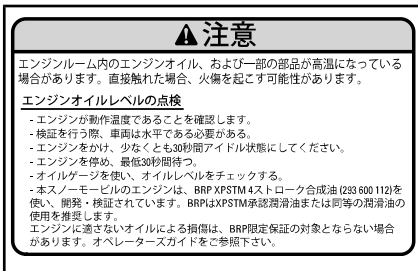 注意
エンジンルーム内のエンジンオイル、および一部の部品が高温になっている
場合があります。直接触れた場合、火傷を起こす可能性があります。
エンジンオイルレベルの点検
- エンジンが動作温度であることを確認します。
- 検証を行う際、車両は水平である必要がある。
- エンジンをかけ、少なくとも30秒間アイドル状態にしてください。
- エンジンを停め、最低30秒間待つ。
- オイルゲージを使い、オイルレベルをチェックする。
- 本スノーモービルのエンジンは、BRP XPSTM 4ストローク合成油 (293 600 112)を
使い、開発・検証されています。BRPはXPSTM承認潤滑油または同等の潤滑油の
使用を推奨します。
エンジンに適さないオイルによる損傷は、BRP限定保証の対象とならない場合
があります。オペレーターズガイドをご参照下さい。